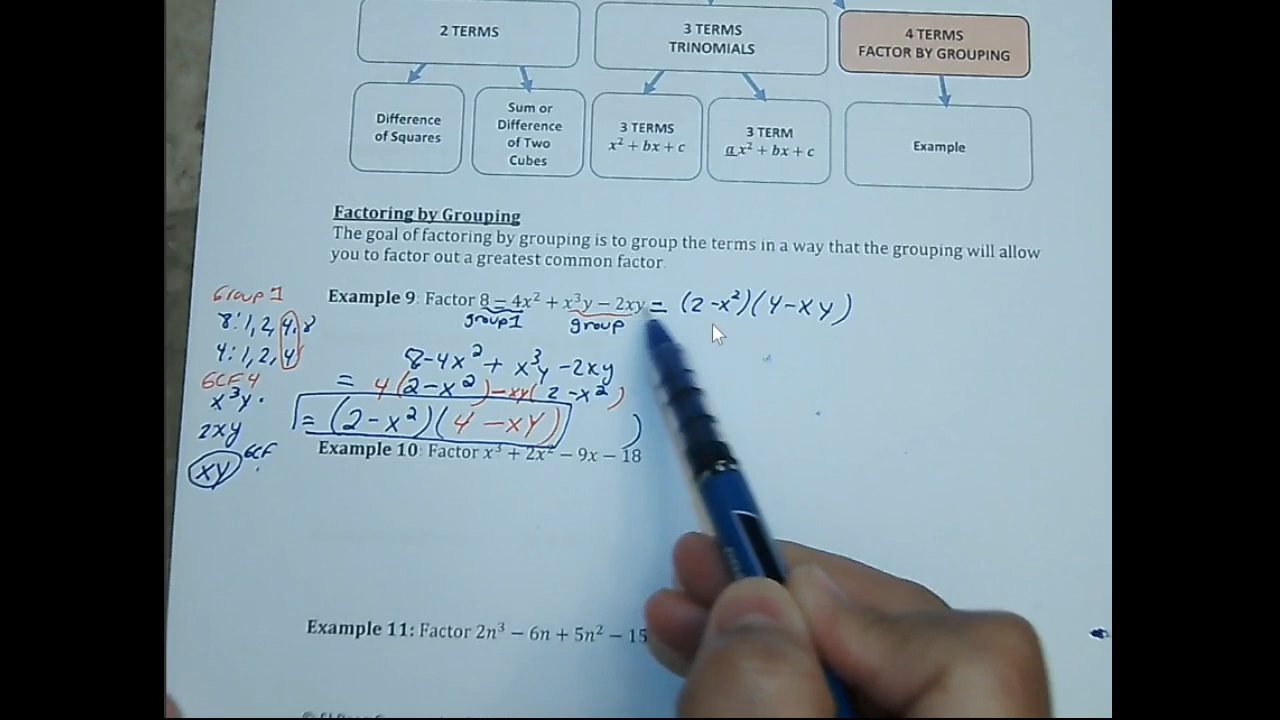 2 TERMS
3 TERMS
TRINOMIALS
4 TERMS
FACTOR BY GROUPING
Difference
of Squares
Sum or
Difference
of Two
Cubes
3 TERMS
x² + bx + c
3 TERM
ax² + bx + c
Example
Factoring by Grouping
The goal of factoring by grouping is to group the terms in a way that the grouping will allow
you to factor out a greatest common factor.
Example 9: Factor 8 − 4x² + x³y − 2xy = (2-x²)(4-xy)
group1 group
Group 1
8: 1, 2, 4, 8
4: 1, 2, 4
GCF 4
x³y
2xy
xy GCF
8-4x² + x³y -2xy
= 4(2-x²)-xy(2-x²)
= (2-x²)(4-xy) )
Example 10: Factor x³ + 2x² − 9x − 18
Example 11: Factor 2n³ − 6n + 5n² − 15